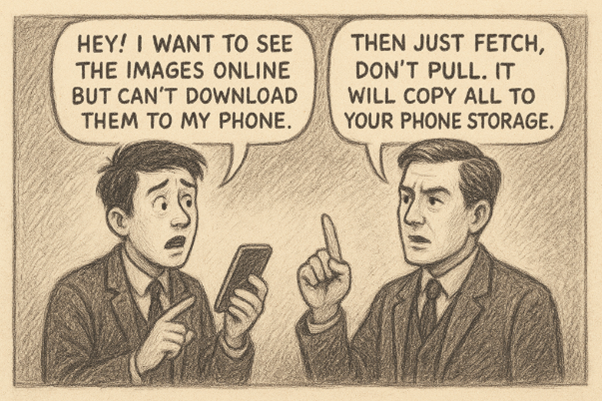 HEY! I WANT TO SEE
THE IMAGES ONLINE
BUT CAN'T DOWNLOAD
THEM TO MY PHONE.
THEN JUST FETCH,
DON'T PULL. IT
WILL COPY ALL TO
YOUR PHONE STORAGE.